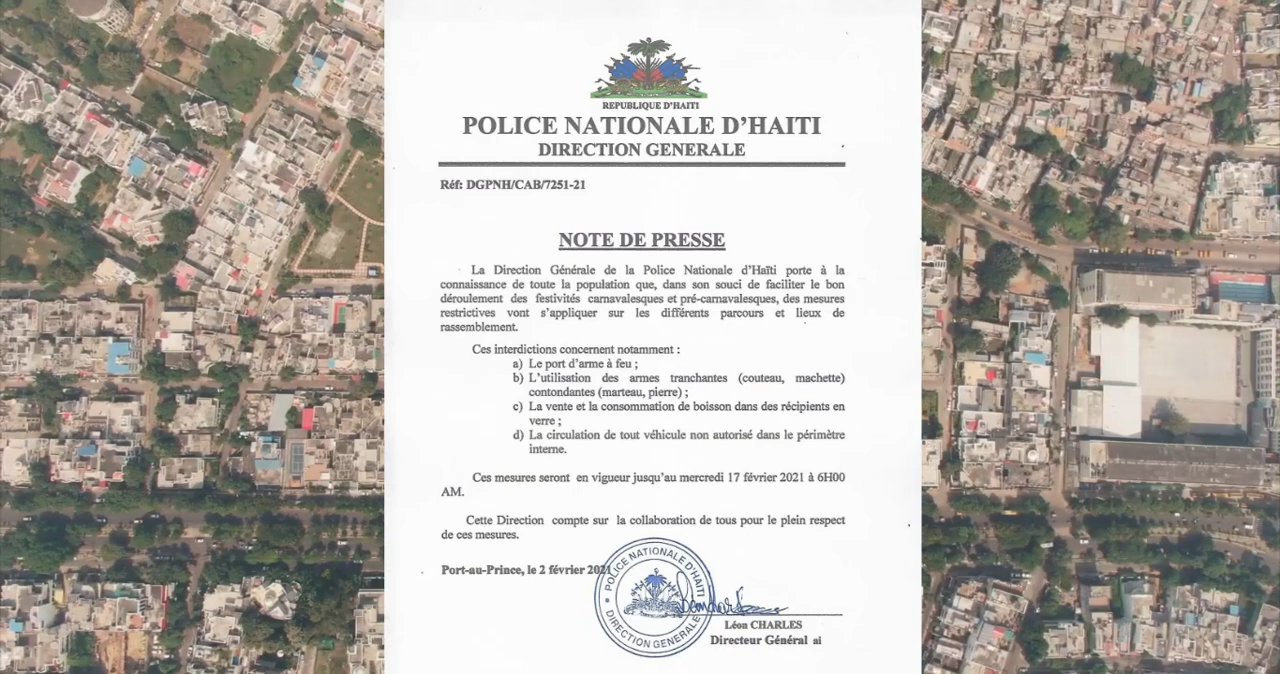 REPUBLIQUE D'HAITI
POLICE NATIONALE D'HAITI
DIRECTION GENERALE
Réf: DGPNH/CAB/7251-21
NOTE DE PRESSE
La Direction Générale de la Police Nationale d'Haïti porte à la
connaissance de toute la population que, dans son souci de faciliter le bon
déroulement des festivités carnavalesques et pré-carnavalesques, des mesures
restrictives vont s'appliquer sur les différents parcours et lieux de
rassemblement.
Ces interdictions concernent notamment :
a) Le port d'arme à feu ;
b) L'utilisation des armes tranchantes (couteau, machette)
contondantes (marteau, pierre) ;
c) La vente et la consommation de boisson dans des récipients en
verre ;
d) La circulation de tout véhicule non autorisé dans le périmètre
interne.
Ces mesures seront en vigueur jusqu'au mercredi 17 février 2021 à 6H00
AM.
Cette Direction compte sur la collaboration de tous pour le plein respect
de ces mesures.
Port-au-Prince, le 2 février 2021
POLICE NATIONALE D'HAITI
DIRECTION GENERALE
Léon CHARLES
Directeur Général ai